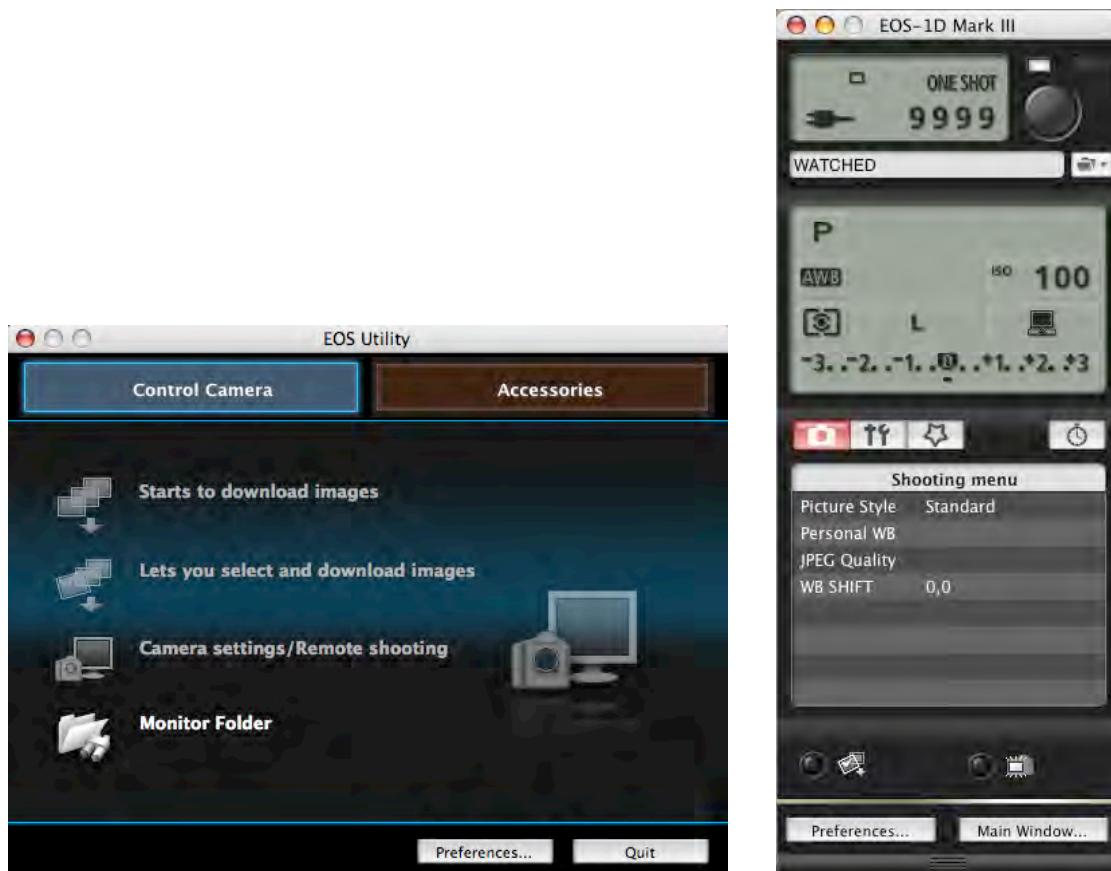 EOS Utility
Control Camera
Accessories
Starts to download images
Lets you select and download images
Camera settings/Remote shooting
Monitor Folder
Preferences...
Quit
EOS-1D Mark III
ONE SHOT
9999
WATCHED
P
AWB
ISO 100
L
-3. .-2. .-1. .0. .+1. .+2. .+3
Shooting menu
Picture Style Standard
Personal WB
JPEG Quality
WB SHIFT 0,0
Preferences...
Main Window...